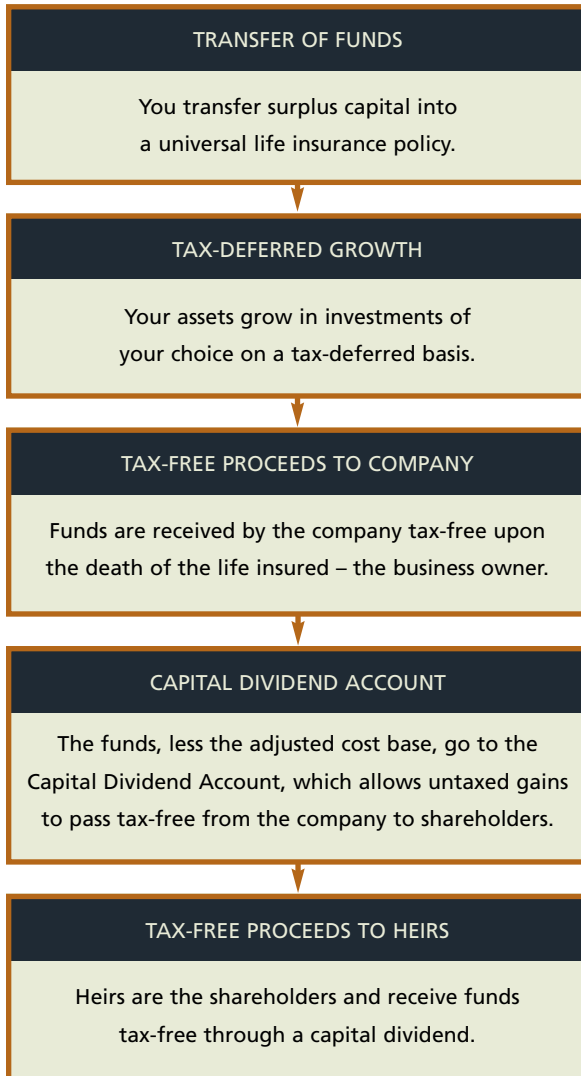 TRANSFER OF FUNDS
You transfer surplus capital into
a universal life insurance policy.
TAX-DEFERRED GROWTH
Your assets grow in investments of
your choice on a tax-deferred basis.
TAX-FREE PROCEEDS TO COMPANY
Funds are received by the company tax-free upon
the death of the life insured – the business owner.
CAPITAL DIVIDEND ACCOUNT
The funds, less the adjusted cost base, go to the
Capital Dividend Account, which allows untaxed gains
to pass tax-free from the company to shareholders.
TAX-FREE PROCEEDS TO HEIRS
Heirs are the shareholders and receive funds
tax-free through a capital dividend.